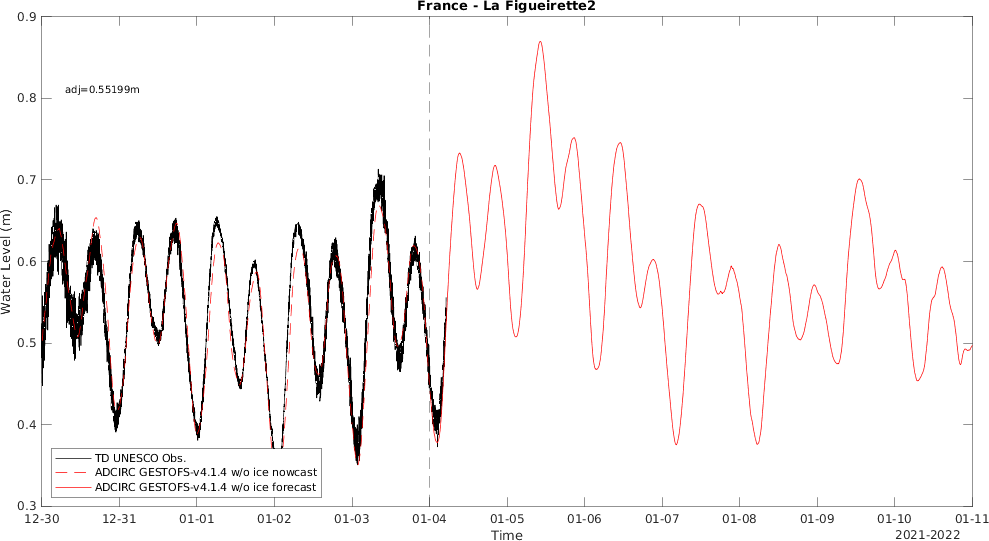 France - La Figueirette2
0.9
0.8
0.7
0.6
0.5
0.4
0.3
Water Level (m)
adj=0.55199m
TD UNESCO Obs.
ADCIRC GESTOFS-v4.1.4 w/o ice nowcast
ADCIRC GESTOFS-v4.1.4 w/o ice forecast
12-30 12-31 01-01 01-02 01-03 01-04 01-05 01-06 01-07 01-08 01-09 01-10 01-11
Time
2021-2022